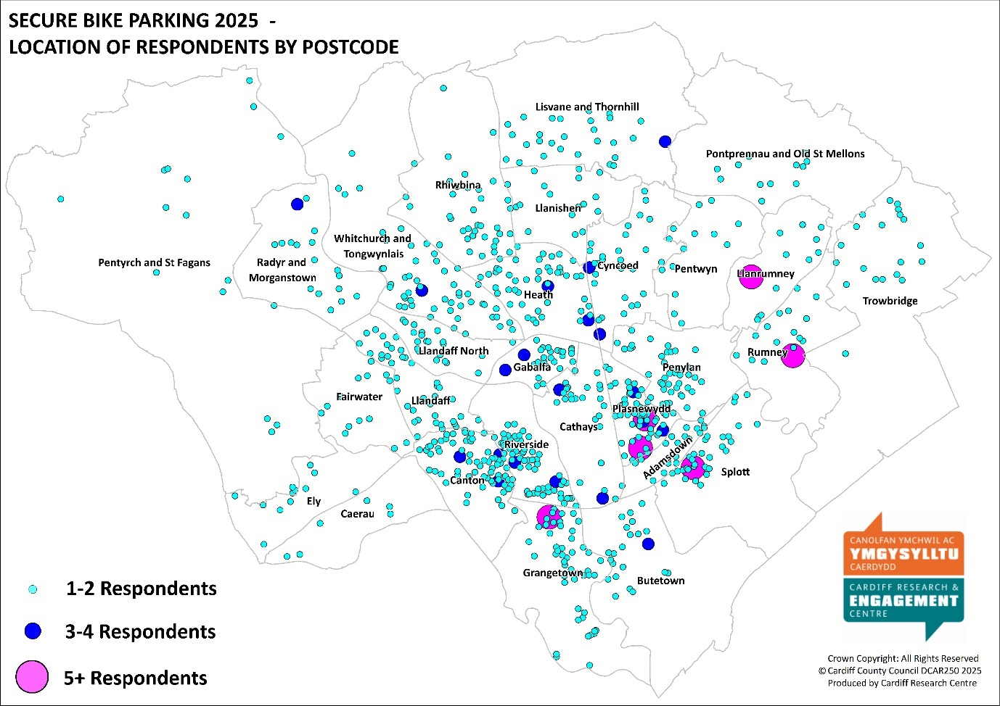 SECURE BIKE PARKING 2025 -
LOCATION OF RESPONDENTS BY POSTCODE
Lisvane and Thornhill
Pontprennau and Old St Mellons
Rhiwbina
Llanishen
Whitchurch and
Tongwynlais
Pentyrch and St Fagans
Radyr and
Morganstown
Cyncoed
Pentwyn
Llanrumney
Heath
Trowbridge
Llandaff North
Rumney
Gabalfa
Penylan
Fairwater
Llandaff
Plasnewydd
Cathays
Riverside
Adamsdown
Splott
Canton
Ely
Caerau
Grangetown
Butetown
1-2 Respondents
3-4 Respondents
5+ Respondents
CANOLFAN YMCHWIL AC
YMGYSYLLTU
CAERDYDD
CARDIFF RESEARCH &
ENGAGEMENT
CENTRE
Crown Copyright: All Rights Reserved
© Cardiff County Council DCAR250 2025
Produced by Cardiff Research Centre